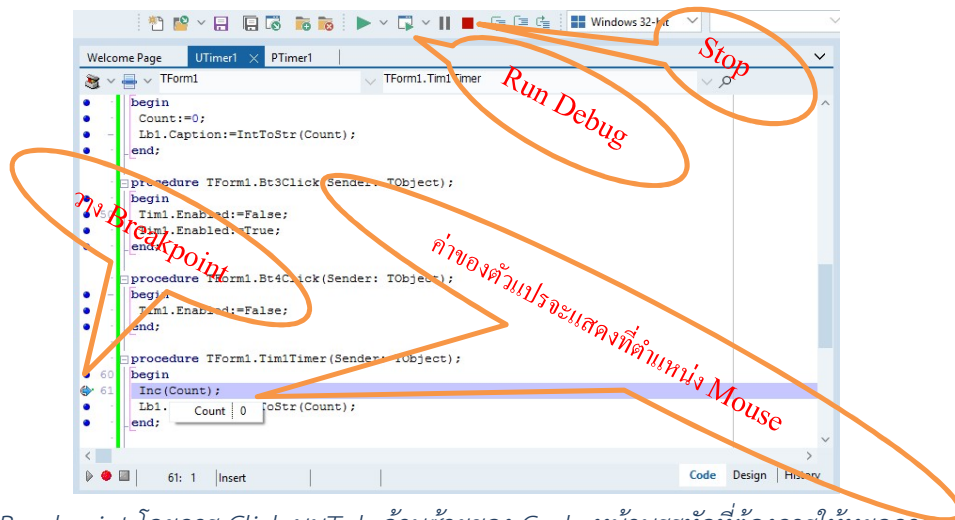 Windows 32-bit
Stop
Welcome Page UTimer1 PTimer1
Run Debug
TForm1 TForm1.Tim1Timer
begin
Count:=0;
Lb1.Caption:=IntToStr(Count);
end;
procedure TForm1.Bt3Click(Sender: TObject);
begin
Tim1.Enabled:=False;
Tim1.Enabled:=True;
end;
วาง Breakpoint
procedure TForm1.Bt4Click(Sender: TObject);
begin
Tim1.Enabled:=False;
end;
ค่าของตัวแปรจะแสดงที่ตำแหน่ง Mouse
procedure TForm1.Tim1Timer(Sender: TObject);
60 begin
61 Inc(Count);
Lb1. ToStr(Count);
Count 0
end;
61: 1 Insert Code Design History